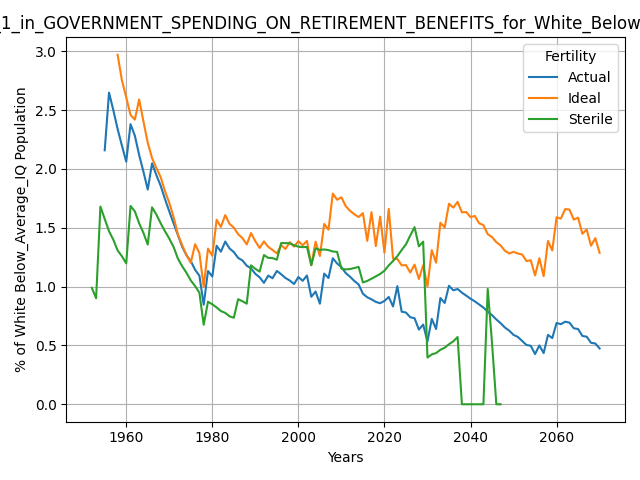 _1_in_GOVERNMENT_SPENDING_ON_RETIREMENT_BENEFITS_for_White_Below
Fertility
Actual
Ideal
Sterile
% of White Below_Average_IQ Population
3.0
2.5
2.0
1.5
1.0
0.5
0.0
1960 1980 2000 2020 2040 2060
Years